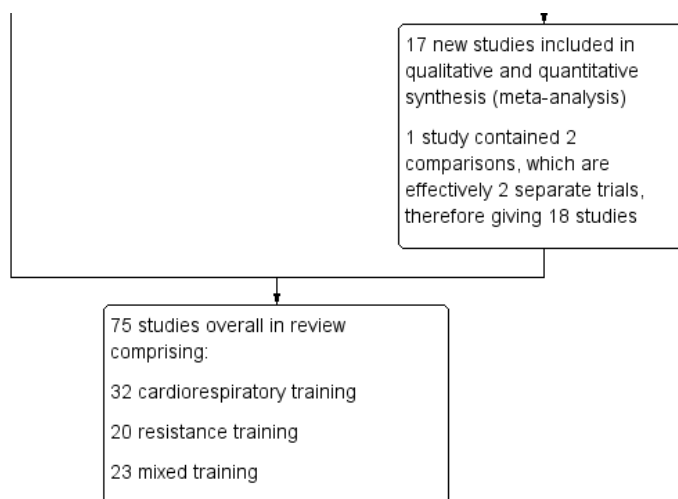 17 new studies included in
qualitative and quantitative
synthesis (meta-analysis)
1 study contained 2
comparisons, which are
effectively 2 separate trials,
therefore giving 18 studies
75 studies overall in review
comprising:
32 cardiorespiratory training
20 resistance training
23 mixed training